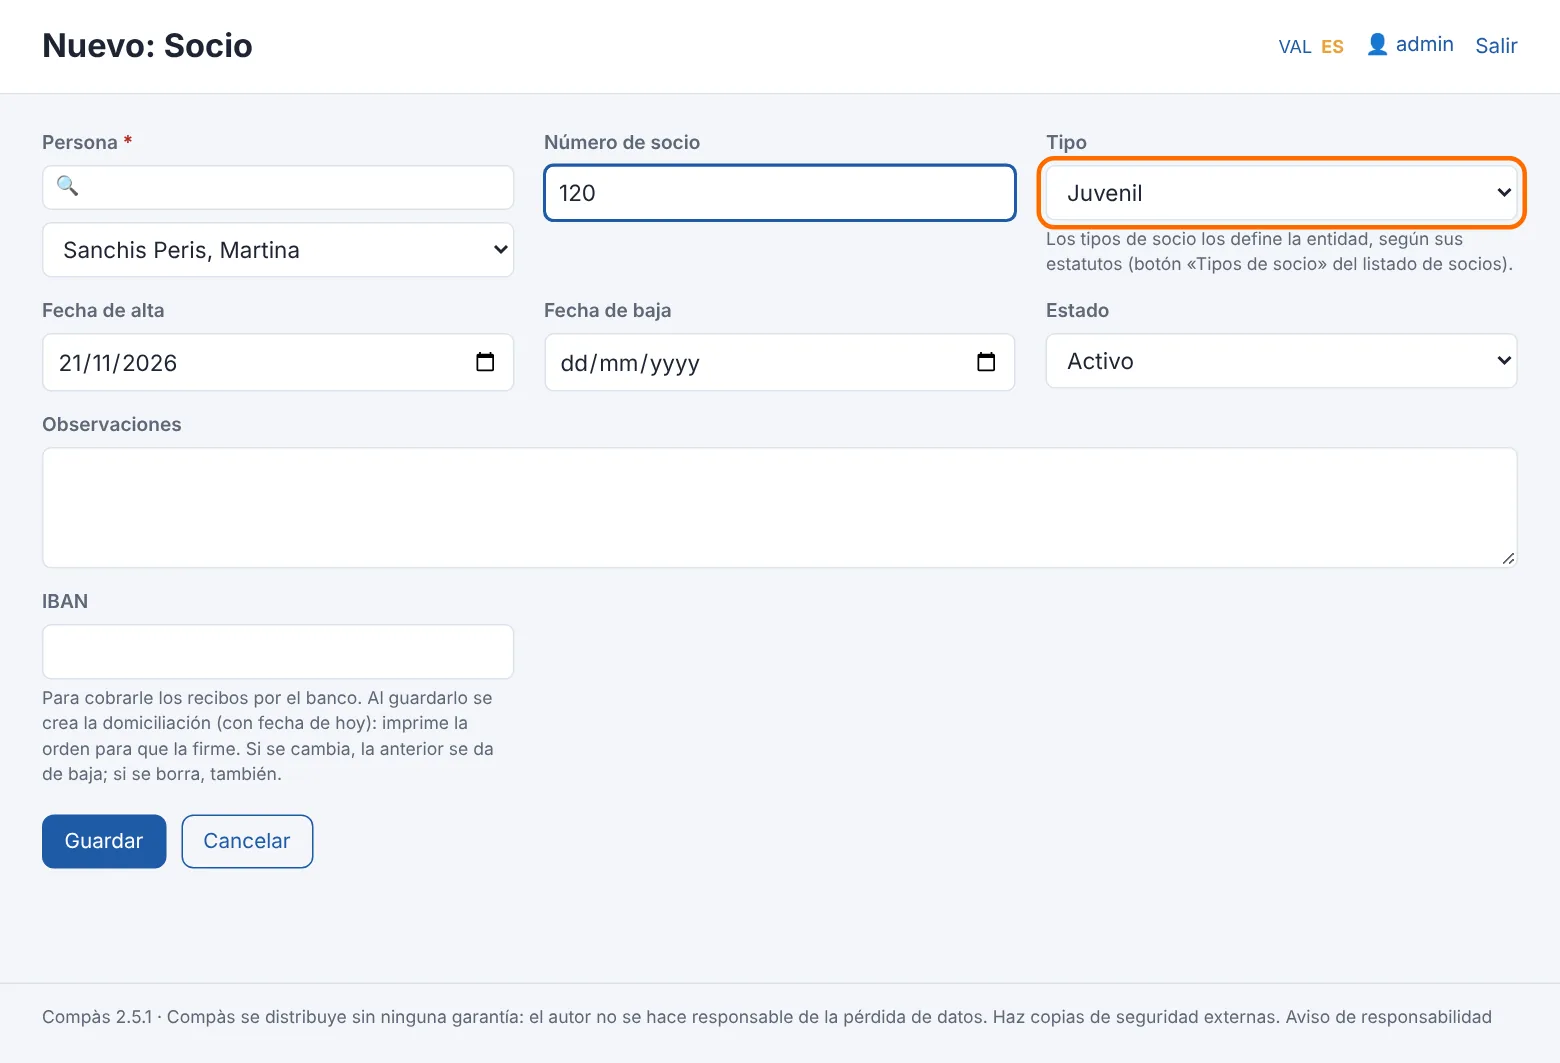 Nuevo: Socio
VAL ES admin Salir
Persona *
Número de socio
Tipo
120
Juvenil
Sanchis Peris, Martina
Los tipos de socio los define la entidad, según sus
estatutos (botón «Tipos de socio» del listado de socios).
Fecha de alta
Fecha de baja
Estado
21/11/2026
dd/mm/yyyy
Activo
Observaciones
IBAN
Para cobrarle los recibos por el banco. Al guardarlo se
crea la domiciliación (con fecha de hoy): imprime la
orden para que la firme. Si se cambia, la anterior se da
de baja; si se borra, también.
Guardar
Cancelar
Compàs 2.5.1 · Compàs se distribuye sin ninguna garantía: el autor no se hace responsable de la pérdida de datos. Haz copias de seguridad externas. Aviso de responsabilidad